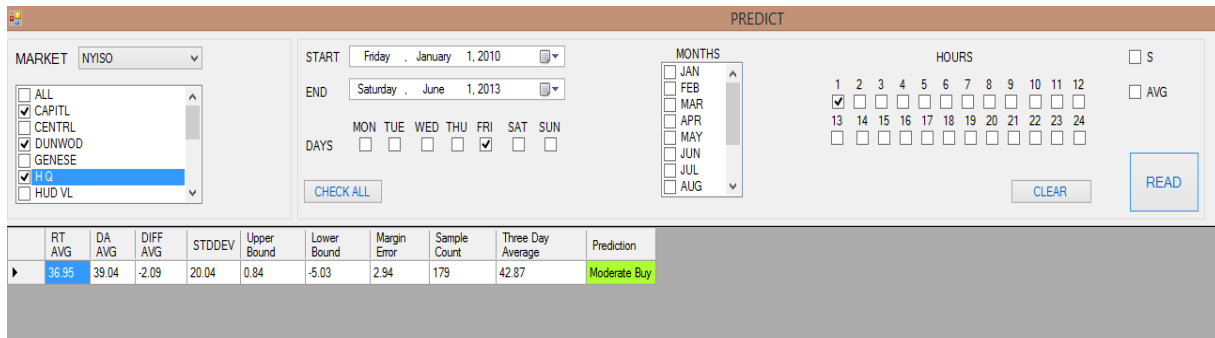 PREDICT
MARKET NYISO
ALL
CAPITL
CENTRL
DUNWOD
GENESE
H Q
HUD VL
START Friday , January 1, 2010
END Saturday , June 1, 2013
MON TUE WED THU FRI SAT SUN
DAYS
CHECK ALL
MONTHS
JAN
FEB
MAR
APR
MAY
JUN
JUL
AUG
HOURS
1 2 3 4 5 6 7 8 9 10 11 12
13 14 15 16 17 18 19 20 21 22 23 24
CLEAR
S
AVG
READ
RT AVG DA AVG DIFF AVG STDDEV Upper Bound Lower Bound Margin Error Sample Count Three Day Average Prediction
36.95 39.04 -2.09 20.04 0.84 -5.03 2.94 179 42.87 Moderate Buy